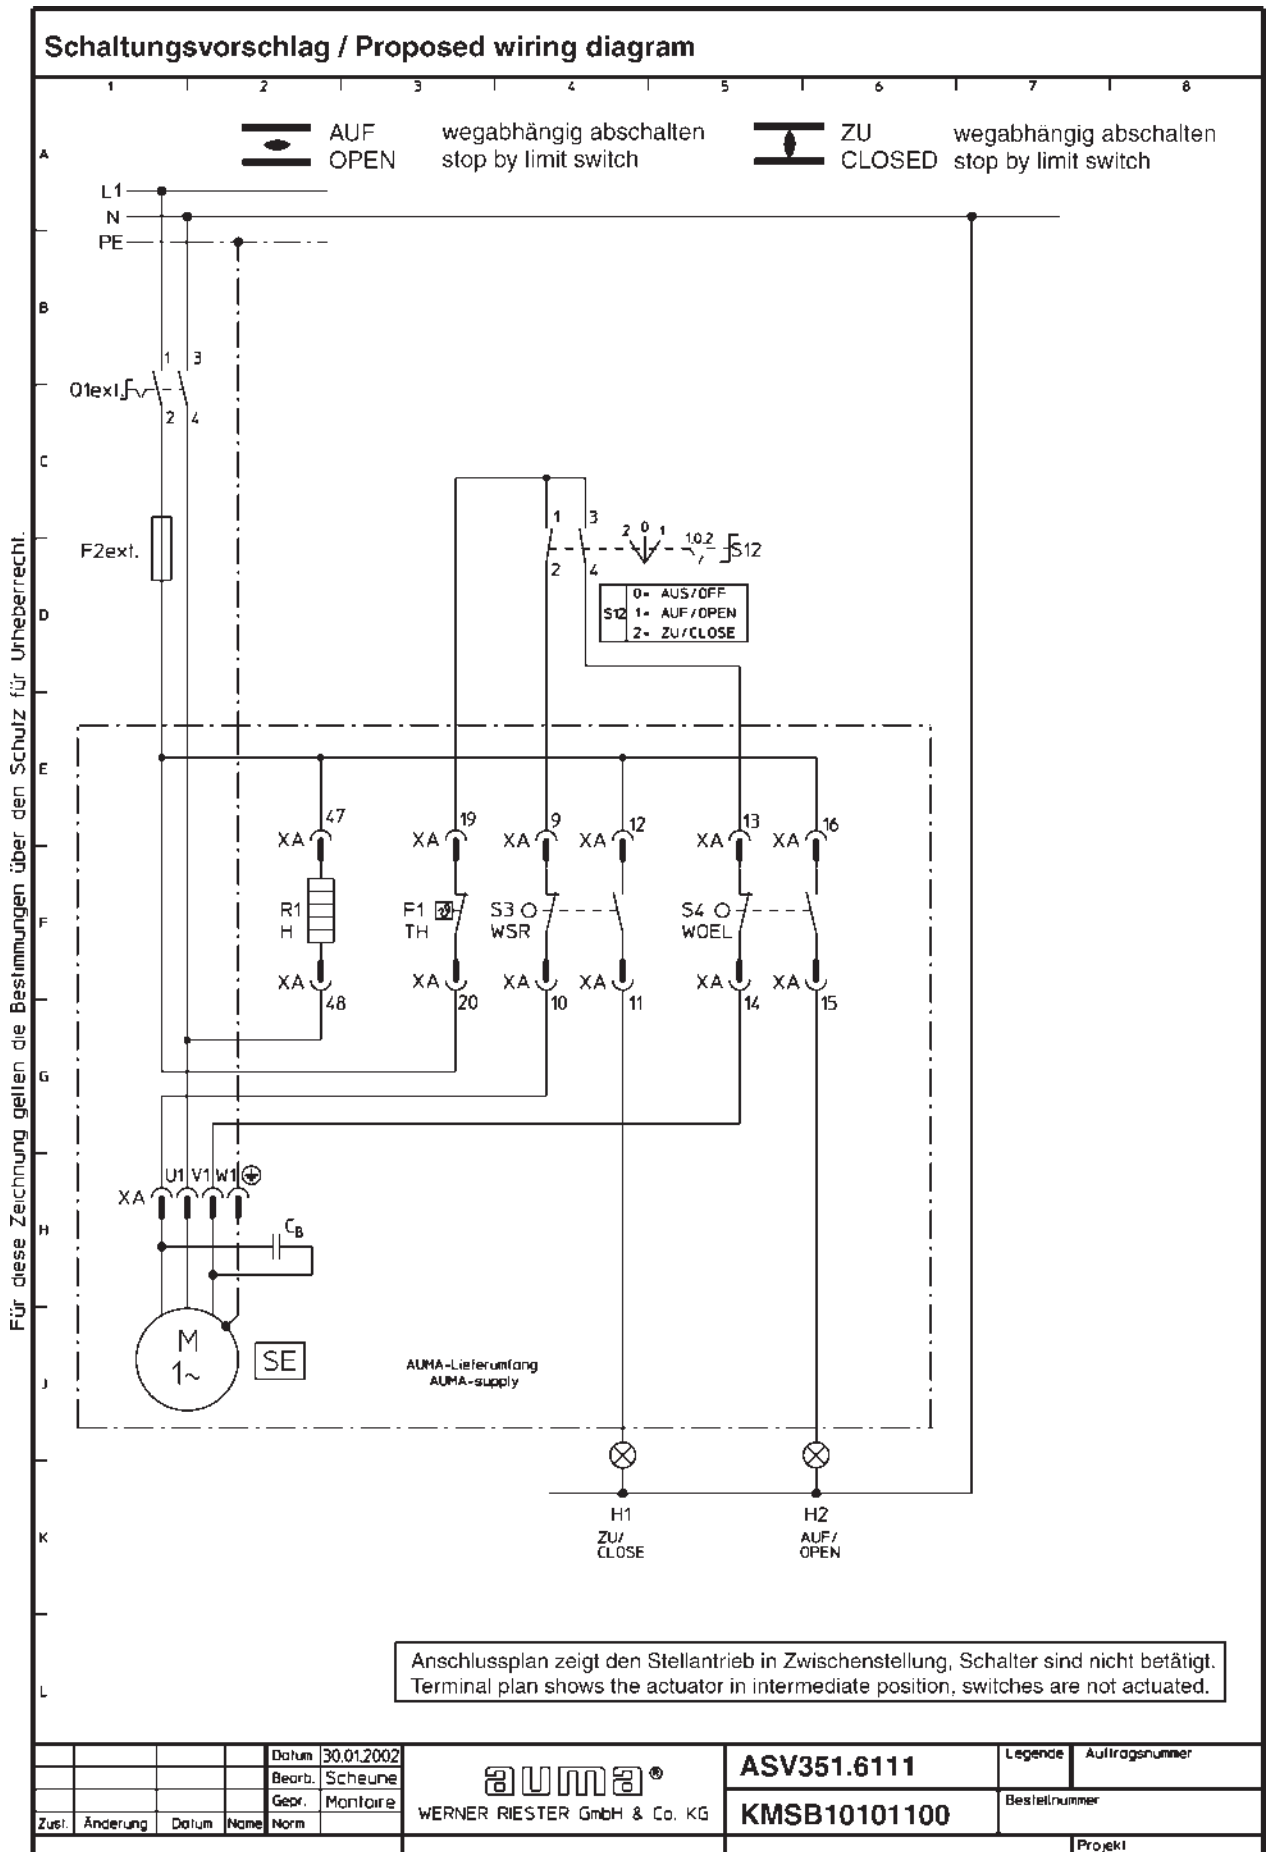 Schaltungsvorschlag / Proposed wiring diagram
1 2 3 4 5 6 7 8
AUF wegabhängig abschalten
OPEN stop by limit switch
ZU wegabhängig abschalten
CLOSED stop by limit switch
A
L1
N
PE
B
1 3
Q1ext.
2 4
C
F2ext.
1 3
2 0 1 1,0,2 S12
2 4
D
S12
0= AUS/OFF
1= AUF/OPEN
2= ZU/CLOSE
E
47 19 9 12 13 16
XA XA XA XA XA XA
F
R1 F1 ϑ S3 S4
H TH WSR WOEL
XA XA XA XA XA XA
48 20 10 11 14 15
G
U1 V1 W1
XA
H
CB
M
1~
SE
AUMA-Lieferumfang
AUMA-supply
J
H1 H2
ZU/
CLOSE
AUF/
OPEN
K
Anschlussplan zeigt den Stellantrieb in Zwischenstellung, Schalter sind nicht betätigt.
Terminal plan shows the actuator in intermediate position, switches are not actuated.
L
Für diese Zeichnung gelten die Bestimmungen über den Schutz für Urheberrecht.
Datum 30.01.2002
Bearb. Scheune
Gepr. Montoire
Zust. Änderung Datum Name Norm
auma®
WERNER RIESTER GmbH & Co. KG
ASV351.6111
KMSB10101100
Legende Auftragsnummer
Bestellnummer
Projekt